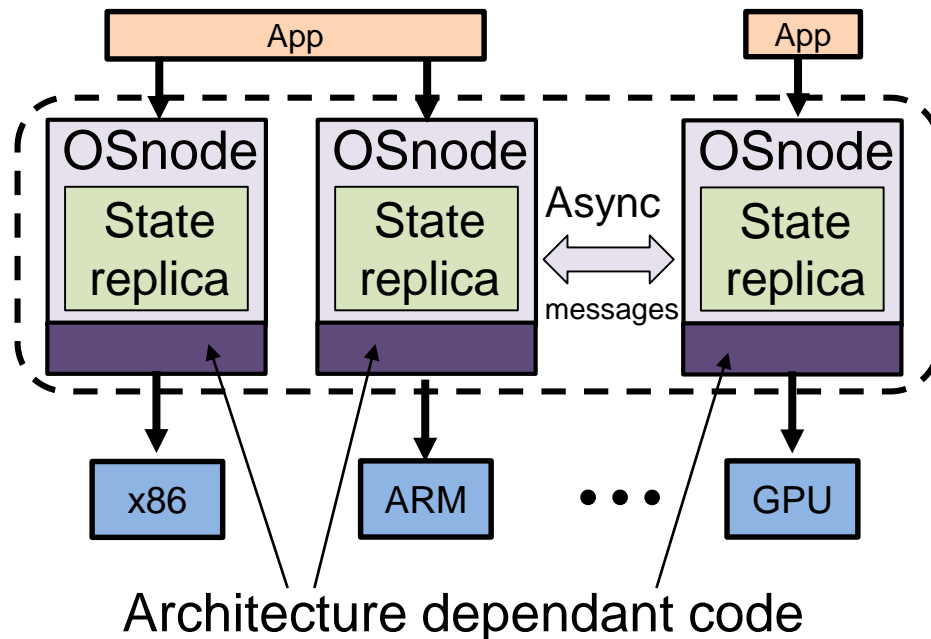 App
App
OSnode
State
replica
OSnode
State
replica
Async
messages
OSnode
State
replica
x86
ARM
GPU
Architecture dependant code